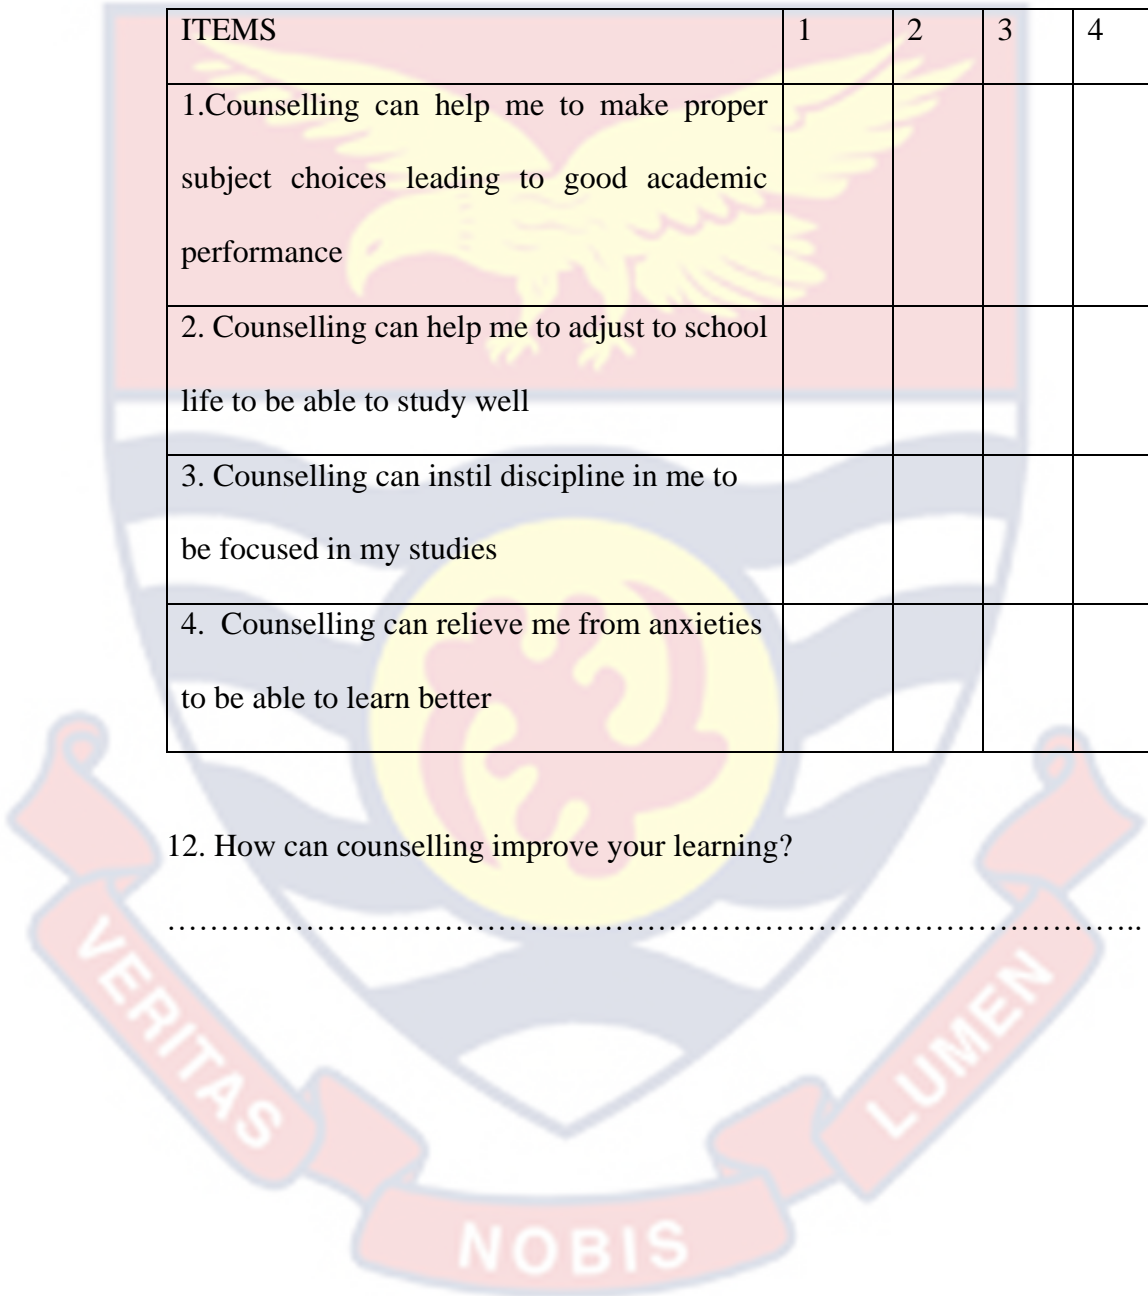 ITEMS 1 2 3 4
1.Counselling can help me to make proper
subject choices leading to good academic
performance
2. Counselling can help me to adjust to school
life to be able to study well
3. Counselling can instil discipline in me to
be focused in my studies
4. Counselling can relieve me from anxieties
to be able to learn better
12. How can counselling improve your learning?
…………………………………………………………………………………..
VERITAS
NOBIS
LUMEN